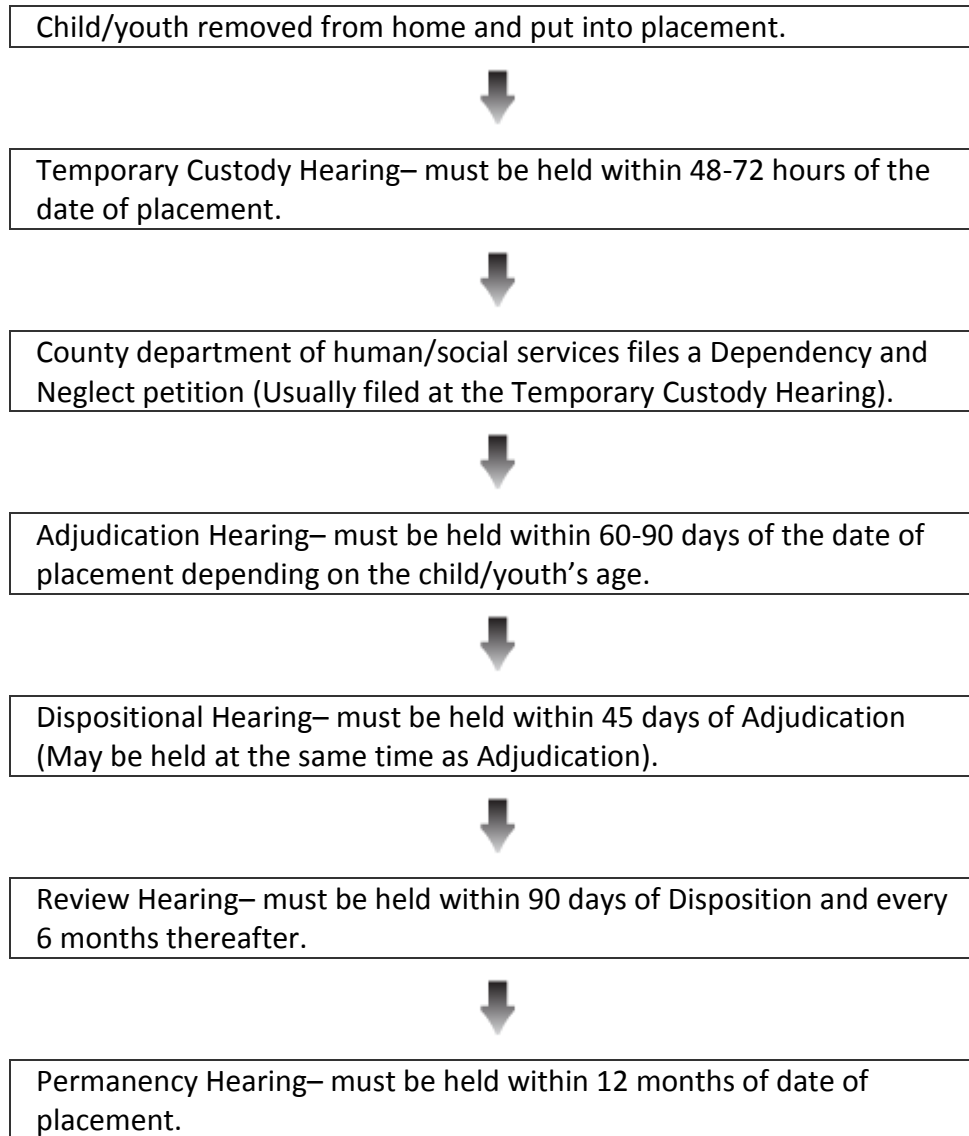 Child/youth removed from home and put into placement.
Temporary Custody Hearing– must be held within 48-72 hours of the
date of placement.
County department of human/social services files a Dependency and
Neglect petition (Usually filed at the Temporary Custody Hearing).
Adjudication Hearing– must be held within 60-90 days of the date of
placement depending on the child/youth’s age.
Dispositional Hearing– must be held within 45 days of Adjudication
(May be held at the same time as Adjudication).
Review Hearing– must be held within 90 days of Disposition and every
6 months thereafter.
Permanency Hearing– must be held within 12 months of date of
placement.